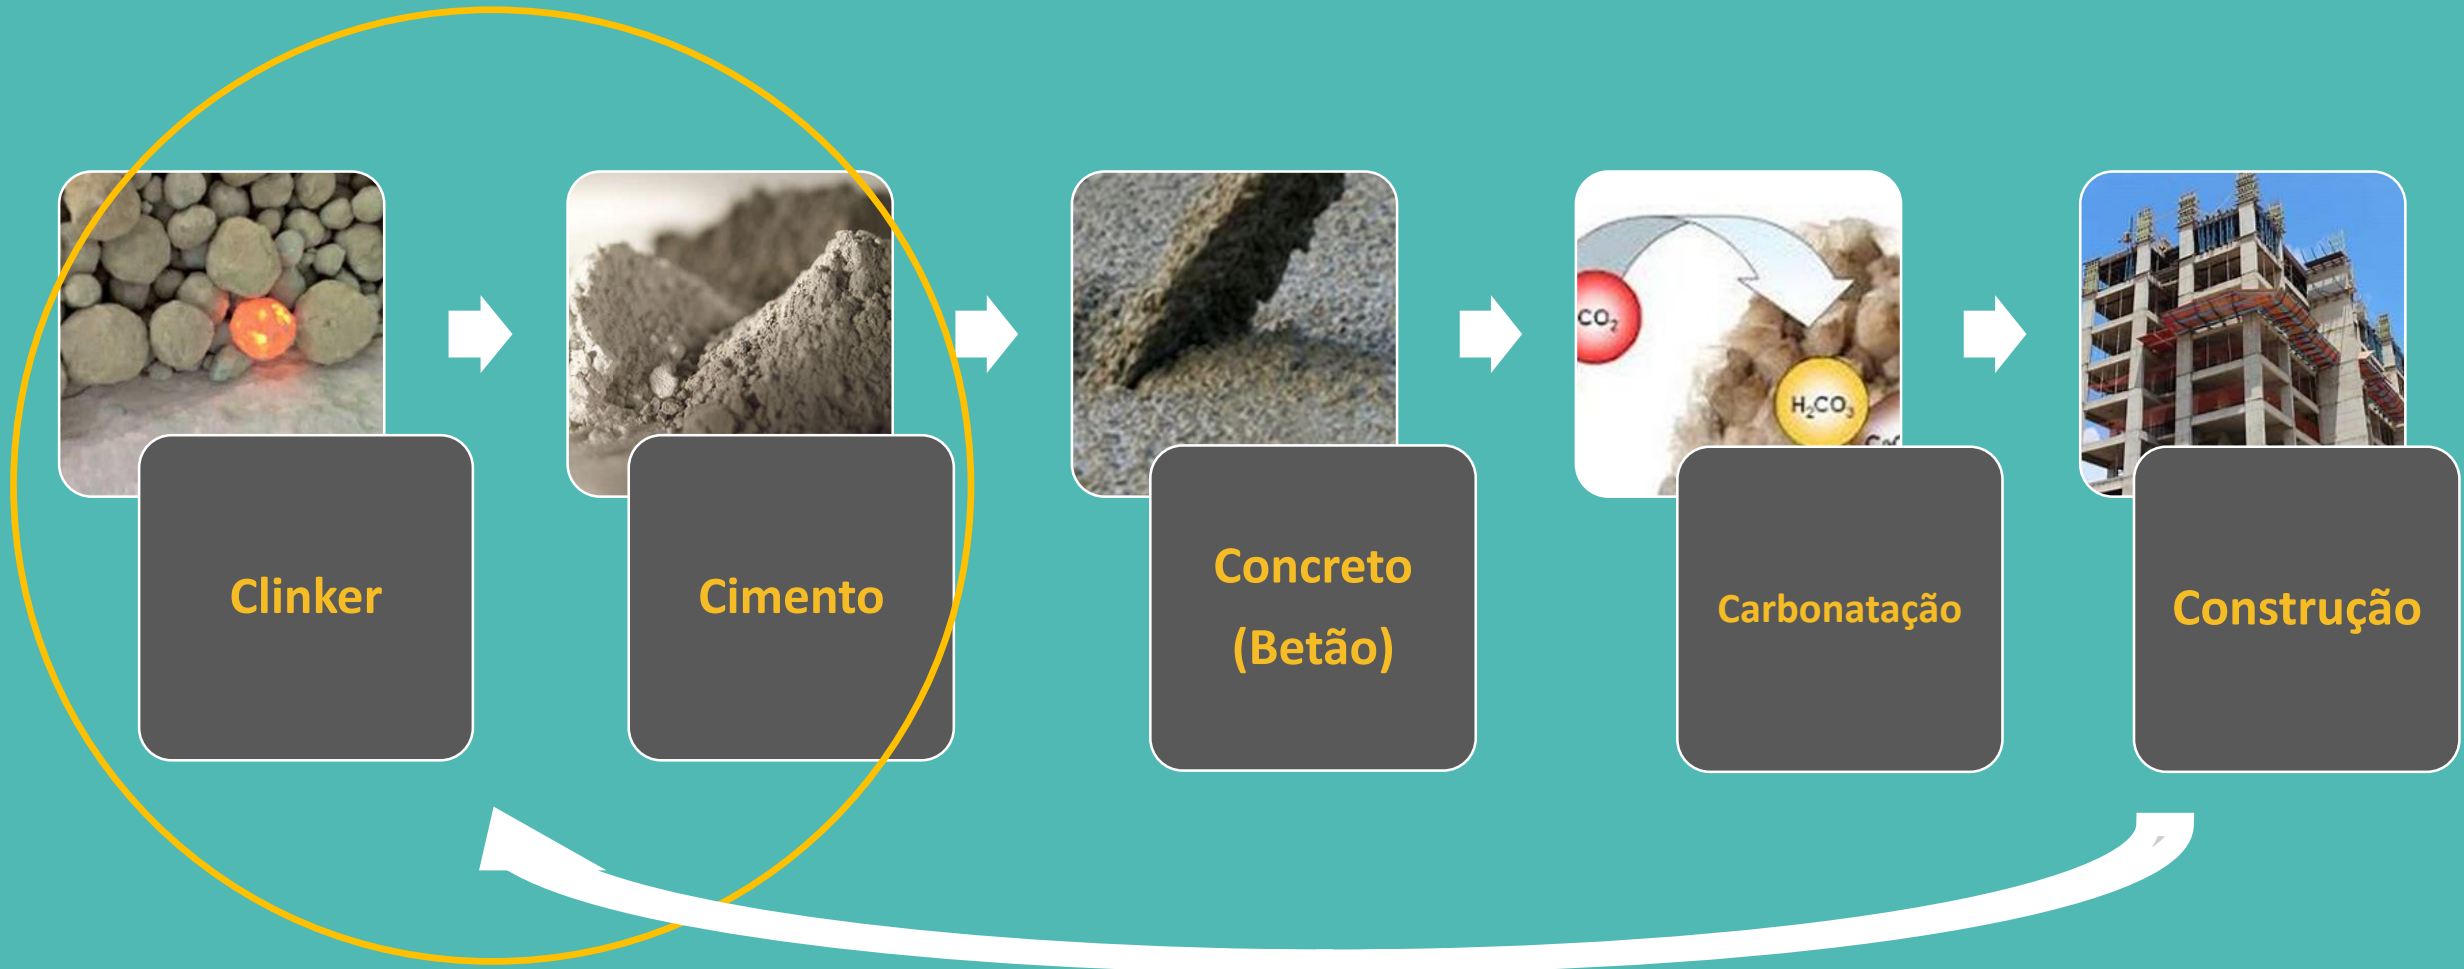 CO₂
H₂CO₃
Clinker
Cimento
Concreto
(Betão)
Carbonatação
Construção